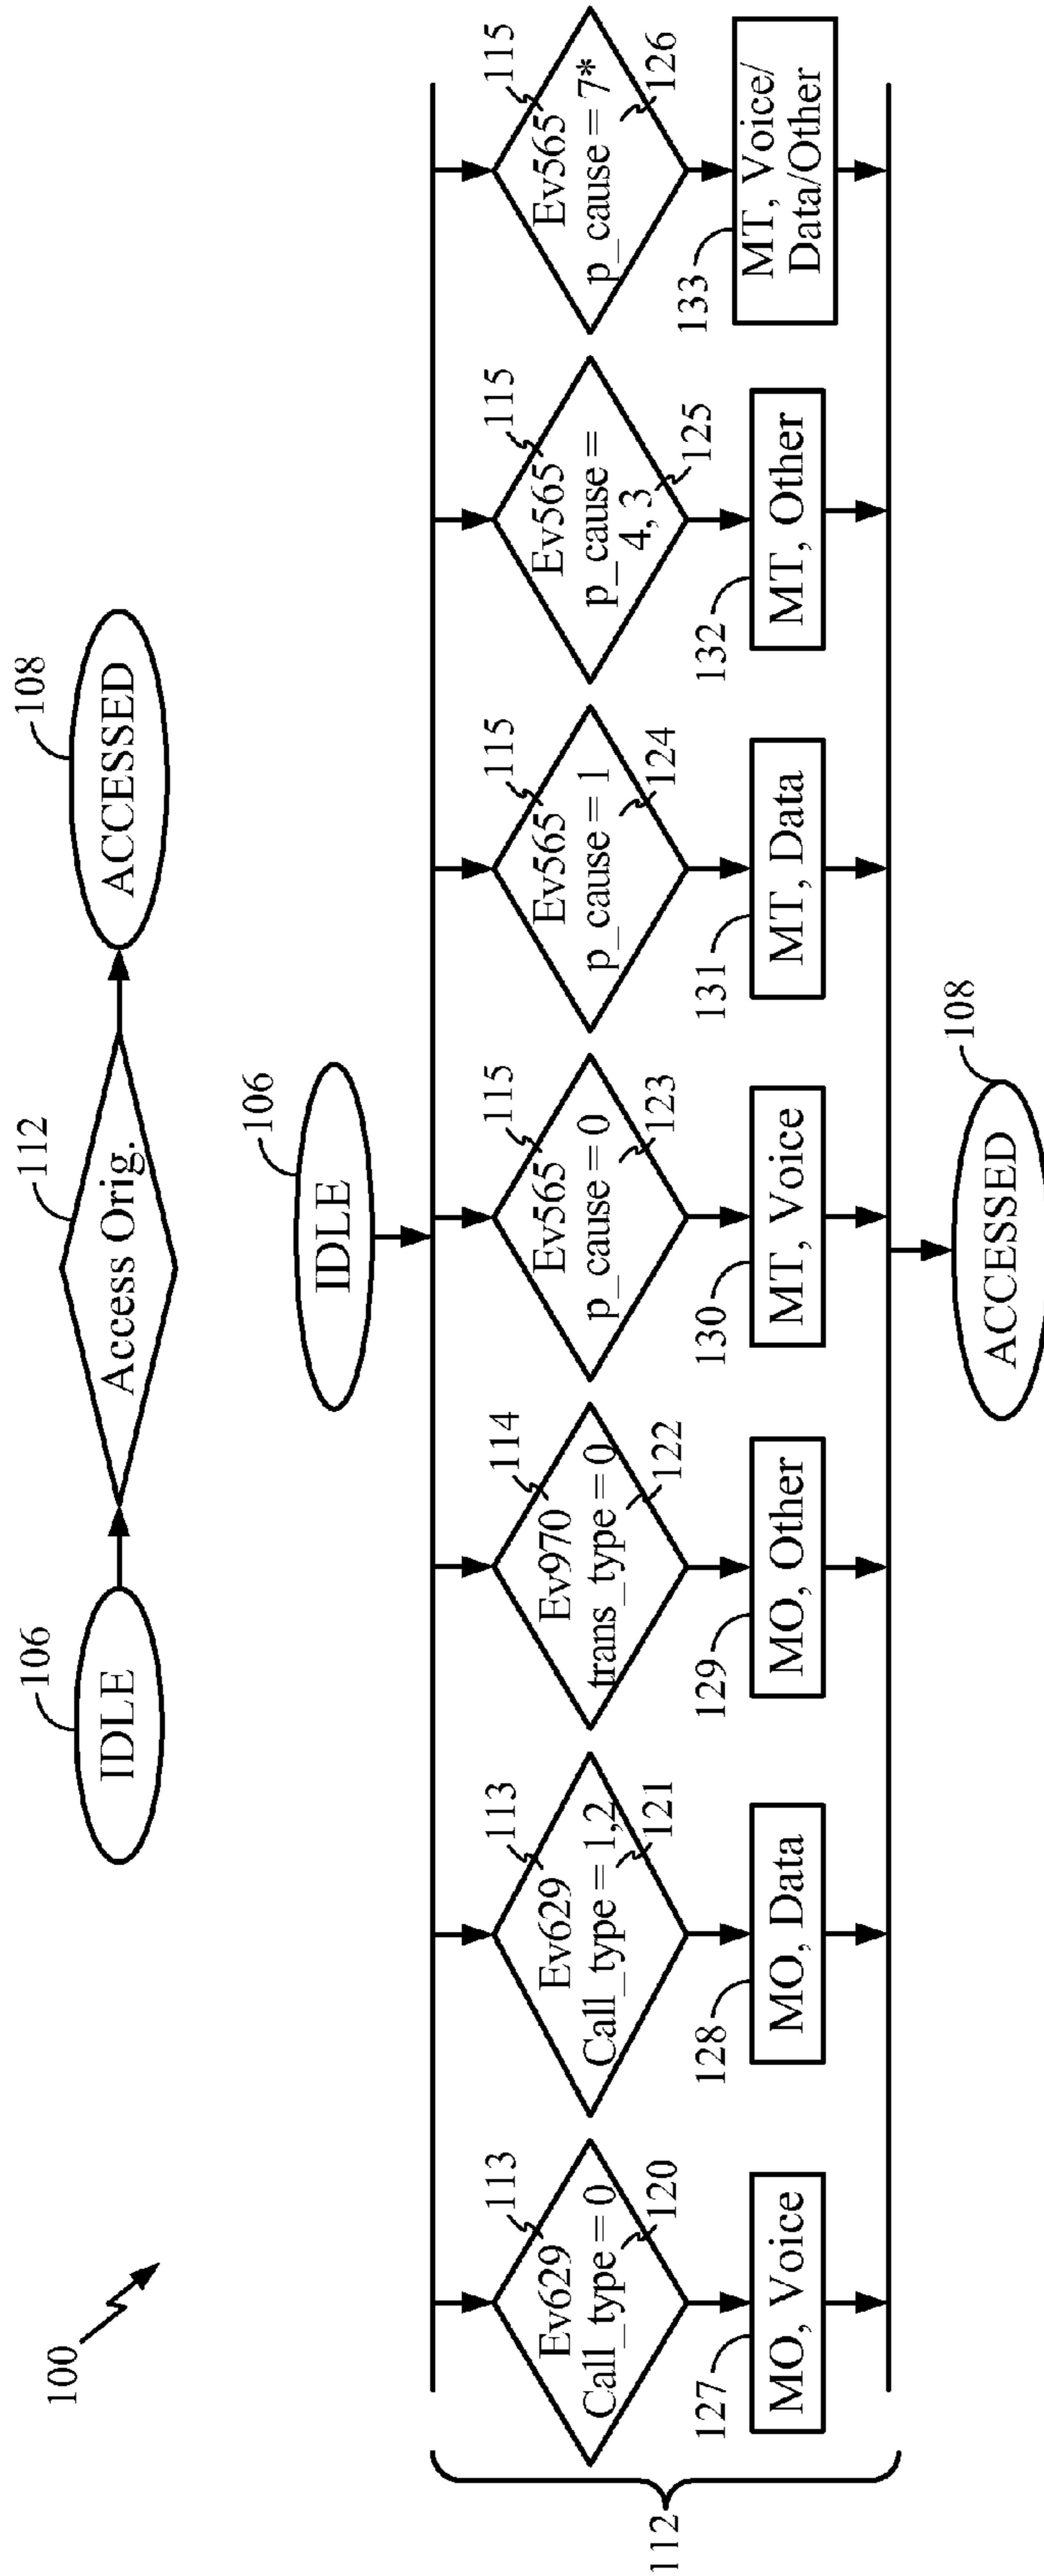 100
106
IDLE
112
Access Orig.
108
ACCESSED
106
IDLE
112
113
Ev629
Call_type = 0
120
127
MO, Voice
113
Ev629
Call_type = 1,2
121
128
MO, Data
114
Ev970
trans_type = 0
122
129
MO, Other
115
Ev565
p_cause = 0
123
130
MT, Voice
115
Ev565
p_cause = 1
124
131
MT, Data
115
Ev565
p_cause =
4, 3
125
132
MT, Other
115
Ev565
p_cause = 7*
126
133
MT, Voice/
Data/Other
108
ACCESSED